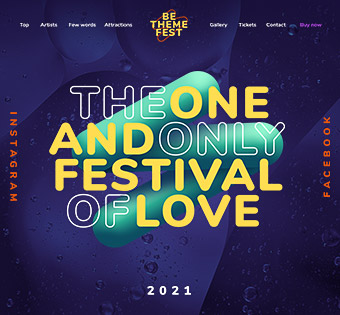 Top Artists Few words Attractions
BE
THEME
FEST
Gallery Tickets Contact Buy now
INSTAGRAM
THE ONE
AND ONLY
FESTIVAL
OF LOVE
FACEBOOK
2021